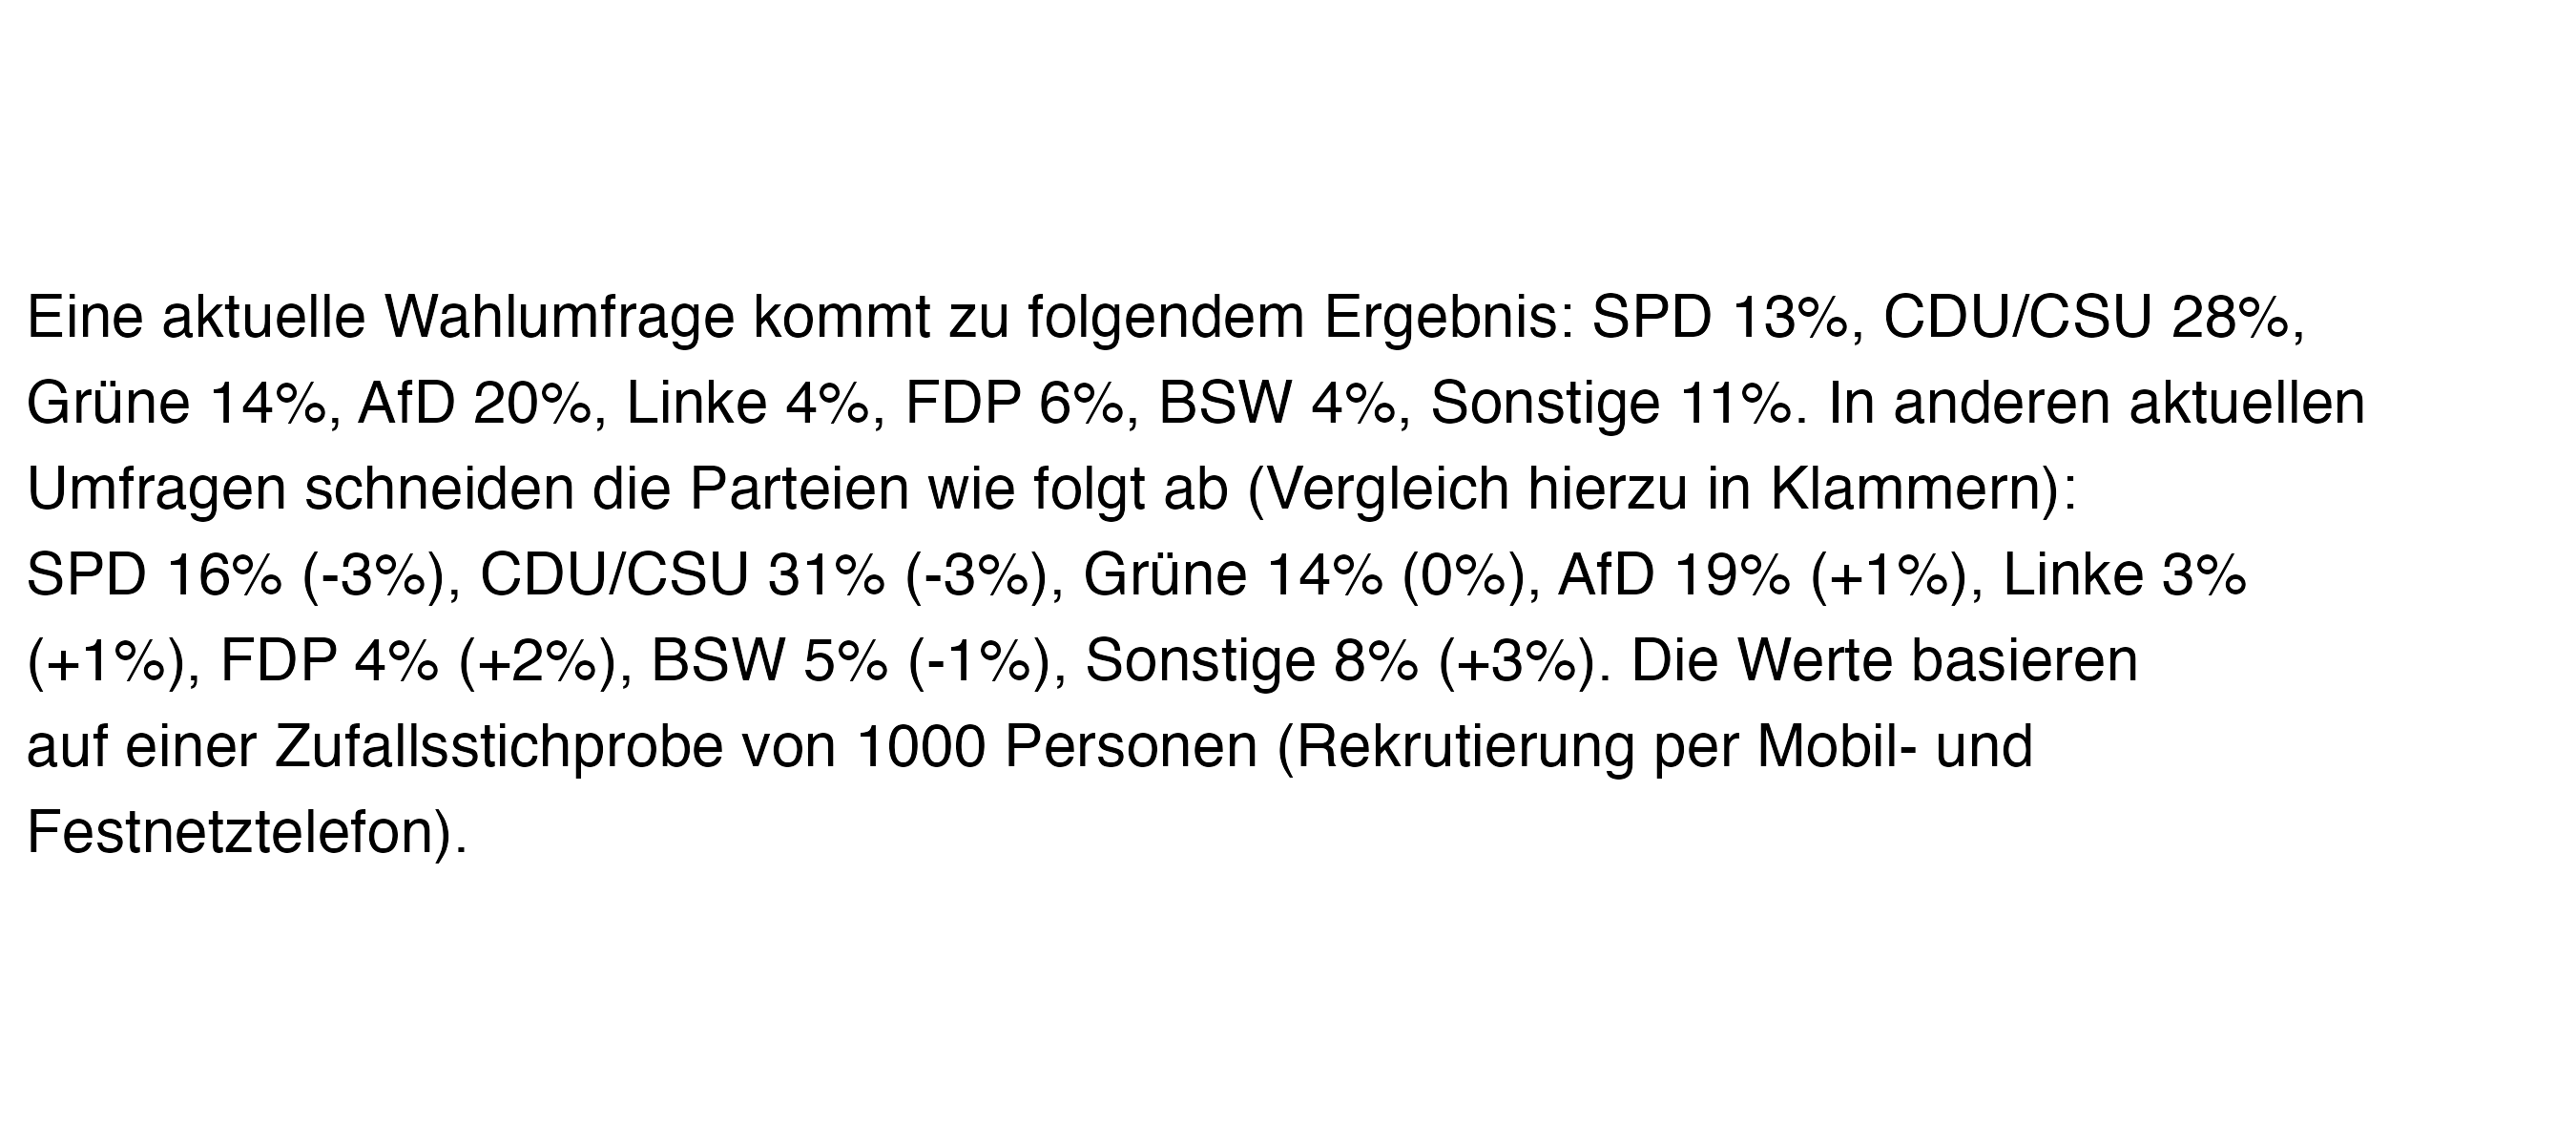 Eine aktuelle Wahlumfrage kommt zu folgendem Ergebnis: SPD 13%, CDU/CSU 28%,
Grüne 14%, AfD 20%, Linke 4%, FDP 6%, BSW 4%, Sonstige 11%. In anderen aktuellen
Umfragen schneiden die Parteien wie folgt ab (Vergleich hierzu in Klammern):
SPD 16% (-3%), CDU/CSU 31% (-3%), Grüne 14% (0%), AfD 19% (+1%), Linke 3%
(+1%), FDP 4% (+2%), BSW 5% (-1%), Sonstige 8% (+3%). Die Werte basieren
auf einer Zufallsstichprobe von 1000 Personen (Rekrutierung per Mobil- und
Festnetztelefon).